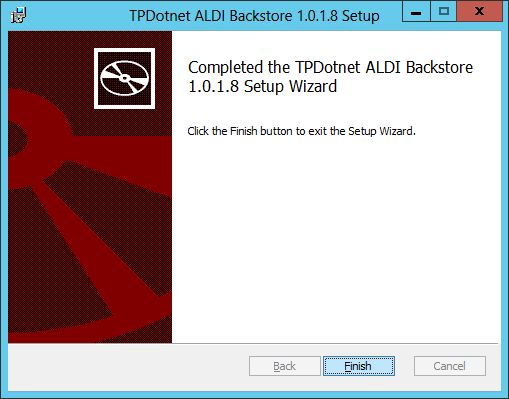 TPDotnet ALDI Backstore 1.0.1.8 Setup
Completed the TPDotnet ALDI Backstore
1.0.1.8 Setup Wizard
Click the Finish button to exit the Setup Wizard.
Back
Finish
Cancel